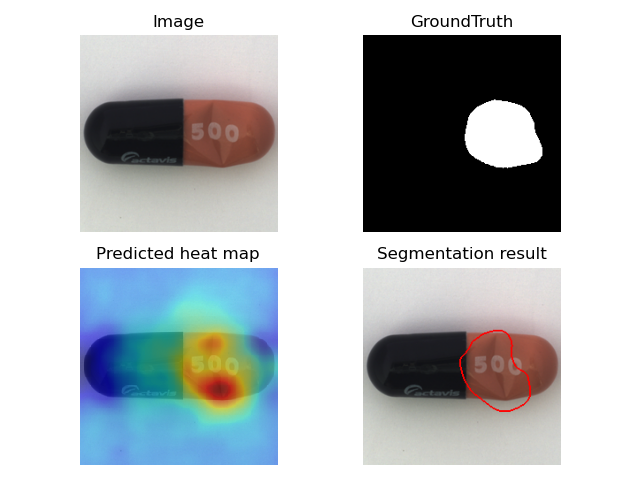 Image
GroundTruth
500
actavis
Predicted heat map
Segmentation result
500
actavis
500
actavis